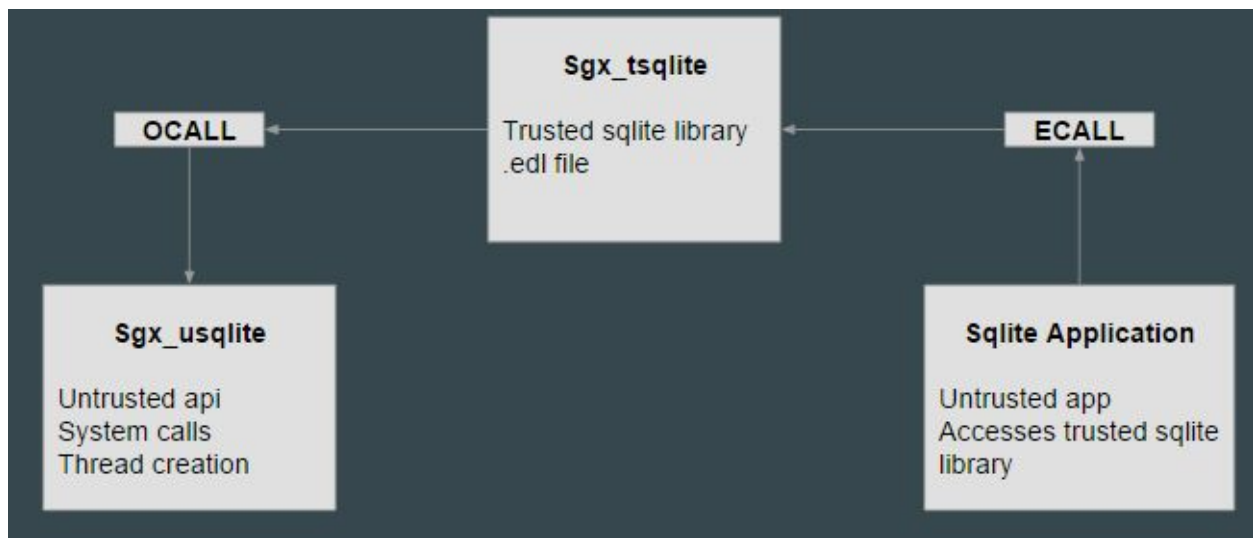 Sgx_tsqlite
Trusted sqlite library
.edl file
OCALL
ECALL
Sgx_usqlite
Untrusted api
System calls
Thread creation
Sqlite Application
Untrusted app
Accesses trusted sqlite
library